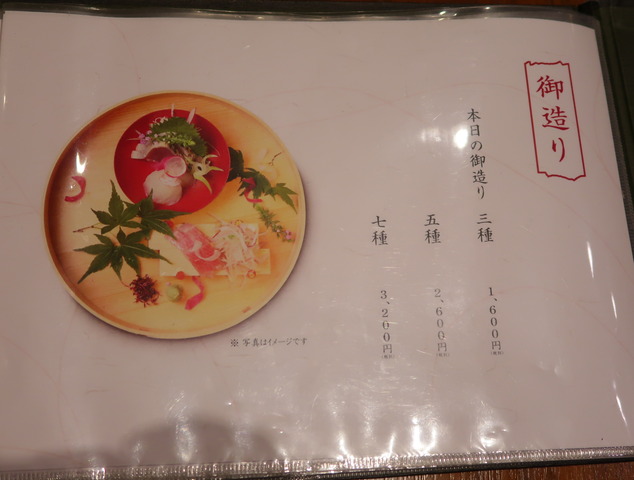 御造り
本日の御造り
三種 1,600円
五種 2,600円
七種 3,200円
※写真はイメージです